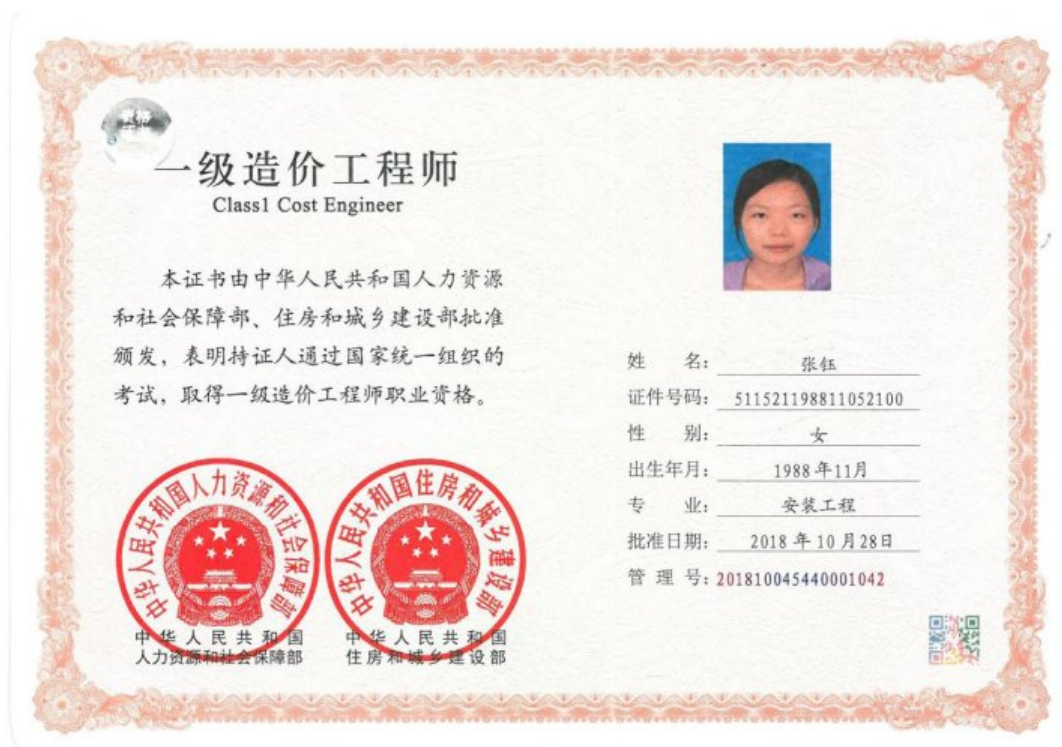 资格
一级造价工程师
Class1 Cost Engineer
本证书由中华人民共和国人力资源
和社会保障部、住房和城乡建设部批准
颁发，表明持证人通过国家统一组织的
考试，取得一级造价工程师职业资格。
中华人民共和国人力资源和社会保障部
中华人民共和国住房和城乡建设部
中华人民共和国
人力资源和社会保障部
中华人民共和国
住房和城乡建设部
姓 名：张钰
证件号码：511521198811052100
性 别：女
出生年月：1988年11月
专 业：安装工程
批准日期：2018年10月28日
管 理 号：201810045440001042